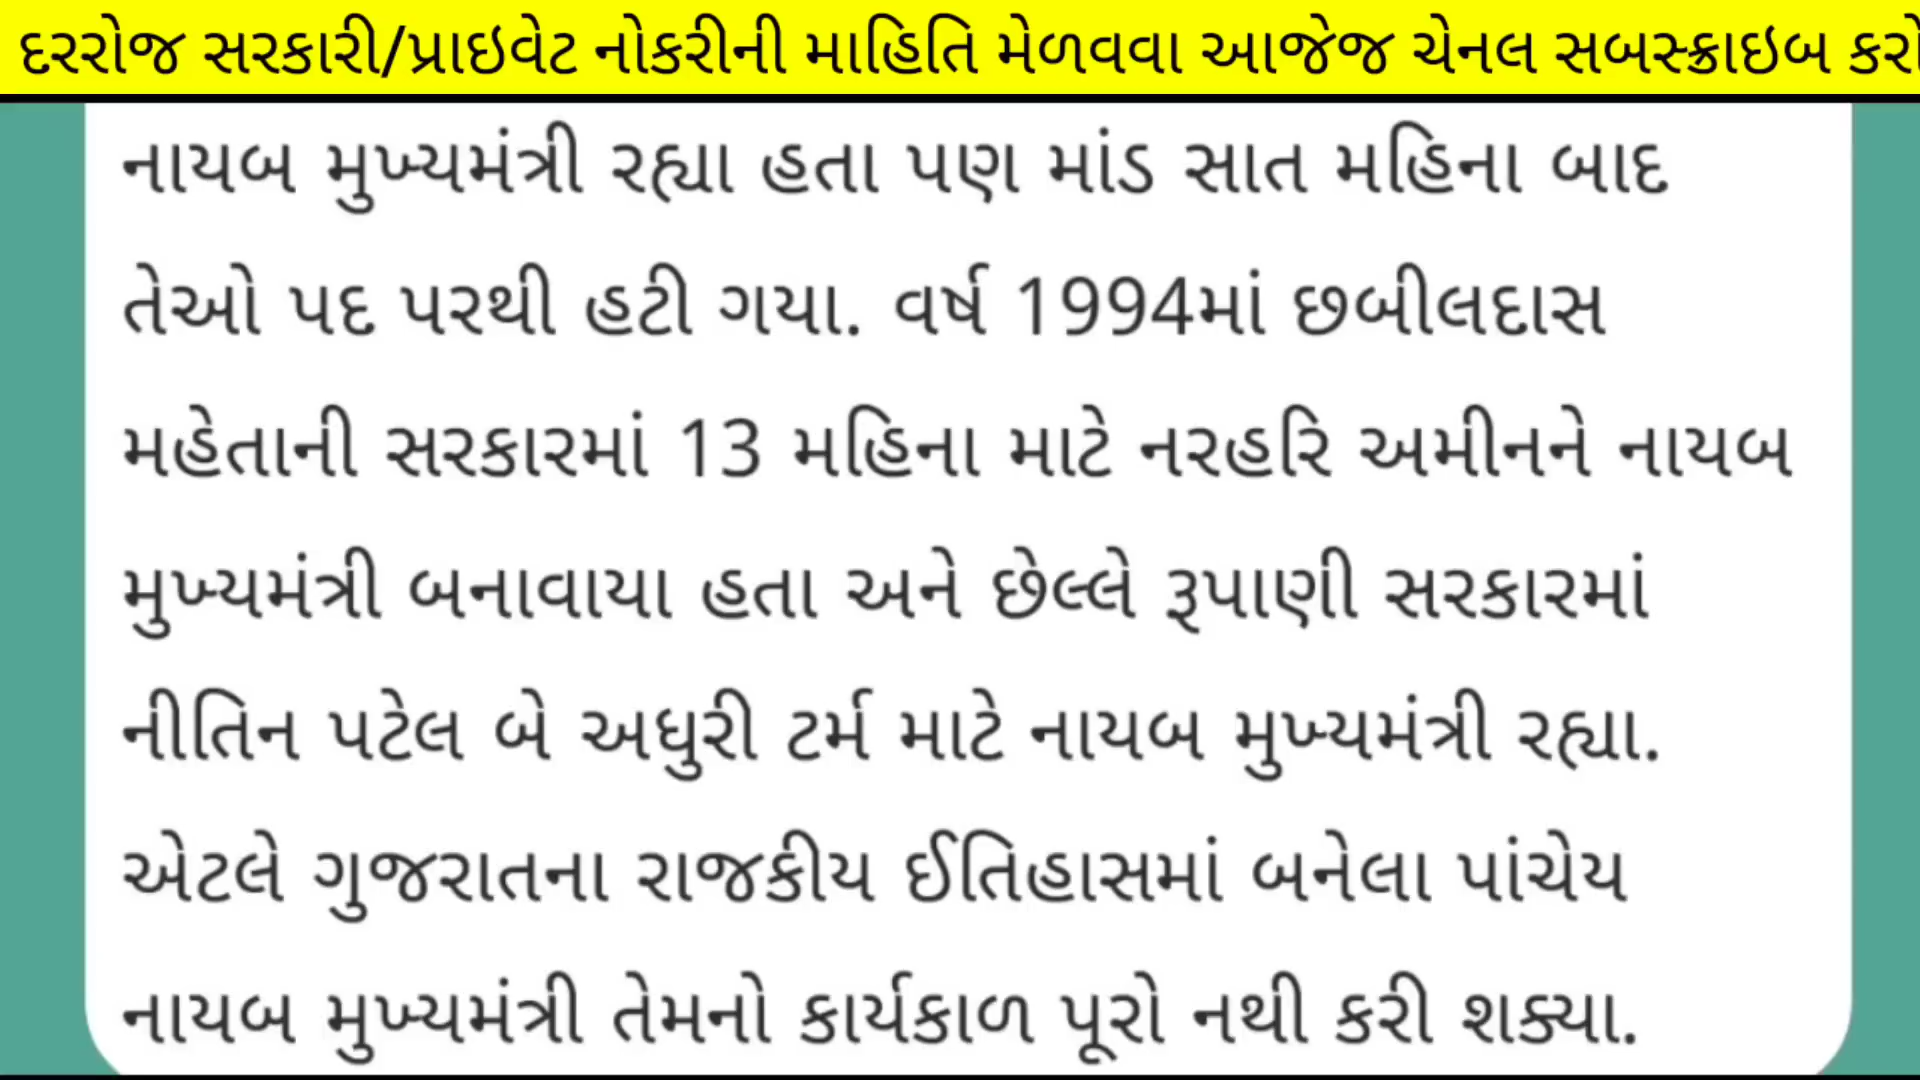 દરરોજ સરકારી/પ્રાઇવેટ નોકરીની માહિતિ મેળવવા આજેજ ચેનલ સબસ્ક્રાઇબ કરો
નાયબ મુખ્યમંત્રી રહ્યા હતા પણ માંડ સાત મહિના બાદ
તેઓ પદ પરથી હટી ગયા. વર્ષ 1994માં છબીલદાસ
મહેતાની સરકારમાં 13 મહિના માટે નરહરિ અમીનને નાયબ
મુખ્યમંત્રી બનાવાયા હતા અને છેલ્લે રૂપાણી સરકારમાં
નીતિન પટેલ બે અધુરી ટર્મ માટે નાયબ મુખ્યમંત્રી રહ્યા.
એટલે ગુજરાતના રાજકીય ઈતિહાસમાં બનેલા પાંચેય
નાયબ મુખ્યમંત્રી તેમનો કાર્યકાળ પૂરો નથી કરી શક્યા.